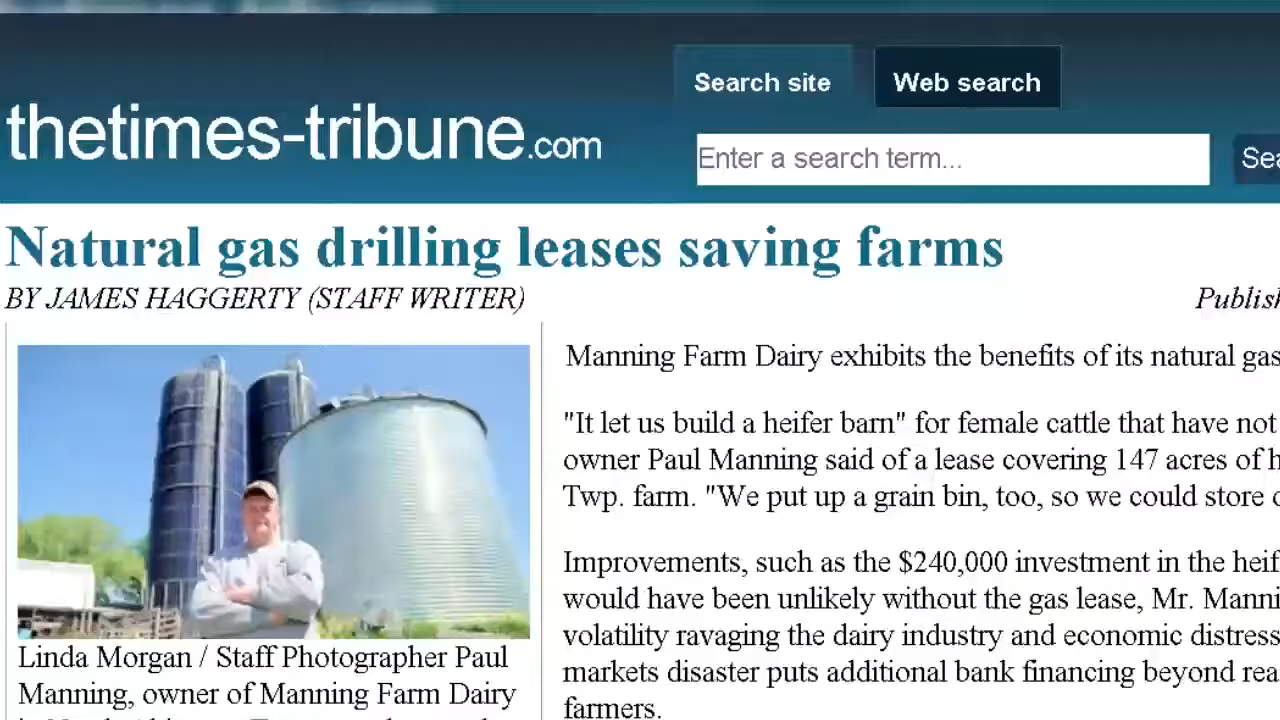 Search site
Web search
thetimes-tribune.com
Enter a search term...
Natural gas drilling leases saving farms
BY JAMES HAGGERTY (STAFF WRITER)
Manning Farm Dairy exhibits the benefits of its natural gas
"It let us build a heifer barn" for female cattle that have not
owner Paul Manning said of a lease covering 147 acres of
Twp. farm. "We put up a grain bin, too, so we could store
Improvements, such as the $240,000 investment in the
would have been unlikely without the gas lease, Mr.
volatility ravaging the dairy industry and economic distress
markets disaster puts additional bank financing beyond
farmers.
Linda Morgan / Staff Photographer Paul
Manning, owner of Manning Farm Dairy